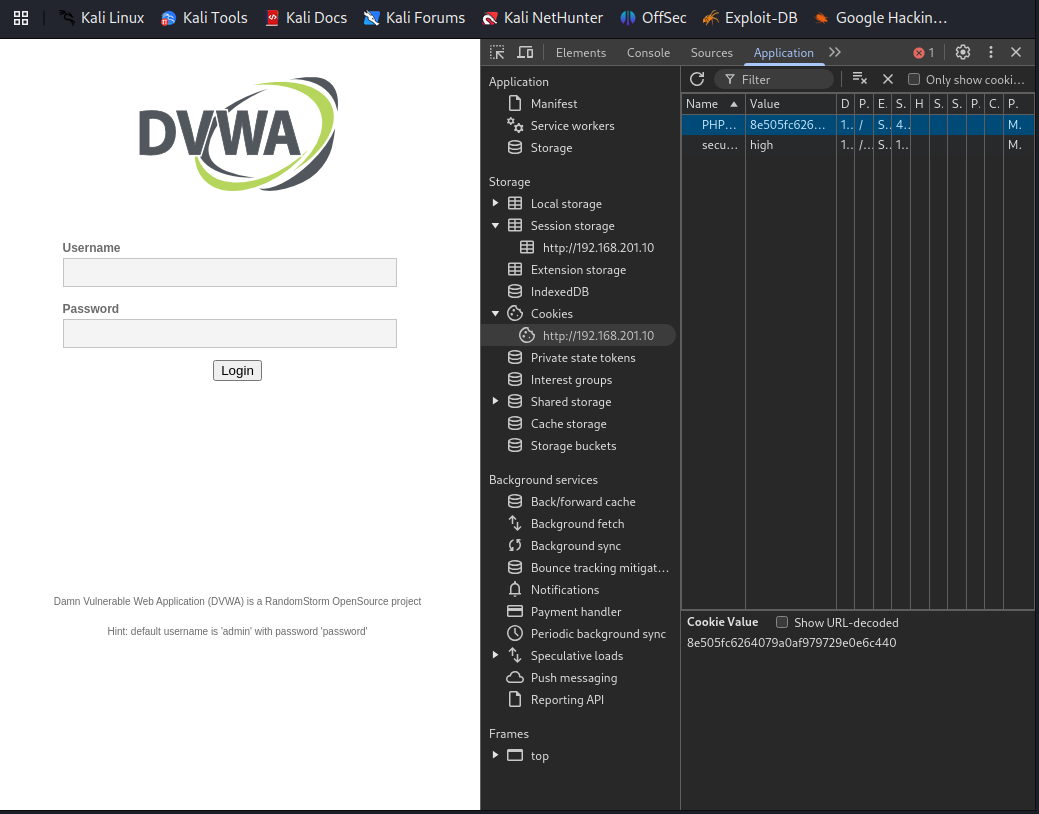 Kali Linux Kali Tools Kali Docs Kali Forums Kali NetHunter OffSec Exploit-DB Google Hackin…
DVWA
Username
Password
Login
Damn Vulnerable Web Application (DVWA) is a RandomStorm OpenSource project
Hint: default username is 'admin' with password 'password'
Elements Console Sources Application 1
Application
Manifest
Service workers
Storage
Storage
Local storage
Session storage
http://192.168.201.10
Extension storage
IndexedDB
Cookies
http://192.168.201.10
Private state tokens
Interest groups
Shared storage
Cache storage
Storage buckets
Background services
Back/forward cache
Background fetch
Background sync
Bounce tracking mitigat…
Notifications
Payment handler
Periodic background sync
Speculative loads
Push messaging
Reporting API
Frames
top
Filter Only show cooki…
Name Value D P. E. S. H S. S. P. C. P.
PHP… 8e505fc626… 1.. / S.. 4.. M.
secu… high 1.. /… S.. 1.. M.
Cookie Value Show URL-decoded
8e505fc6264079a0af979729e0e6c440